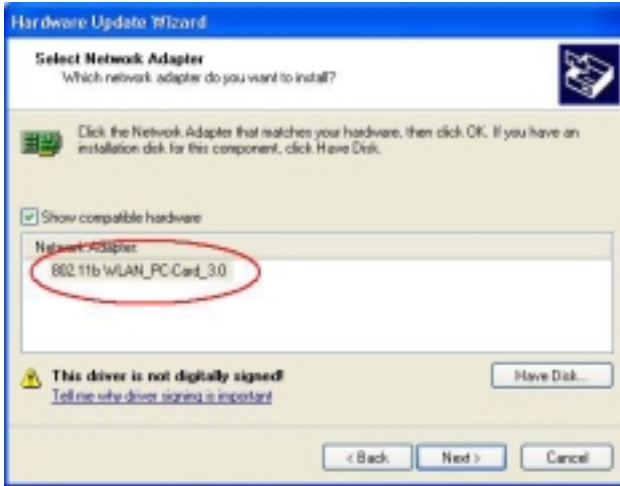 Hardware Update Wizard
Select Network Adapter
Which network adapter do you want to install?
Click the Network Adapter that matches your hardware, then click OK. If you have an
installation disk for this component, click Have Disk.
Show compatible hardware
Network Adapter
802.11b WLAN_PC-Card_3.0
This driver is not digitally signed!
Tell me why driver signing is important
Have Disk...
< Back
Next >
Cancel